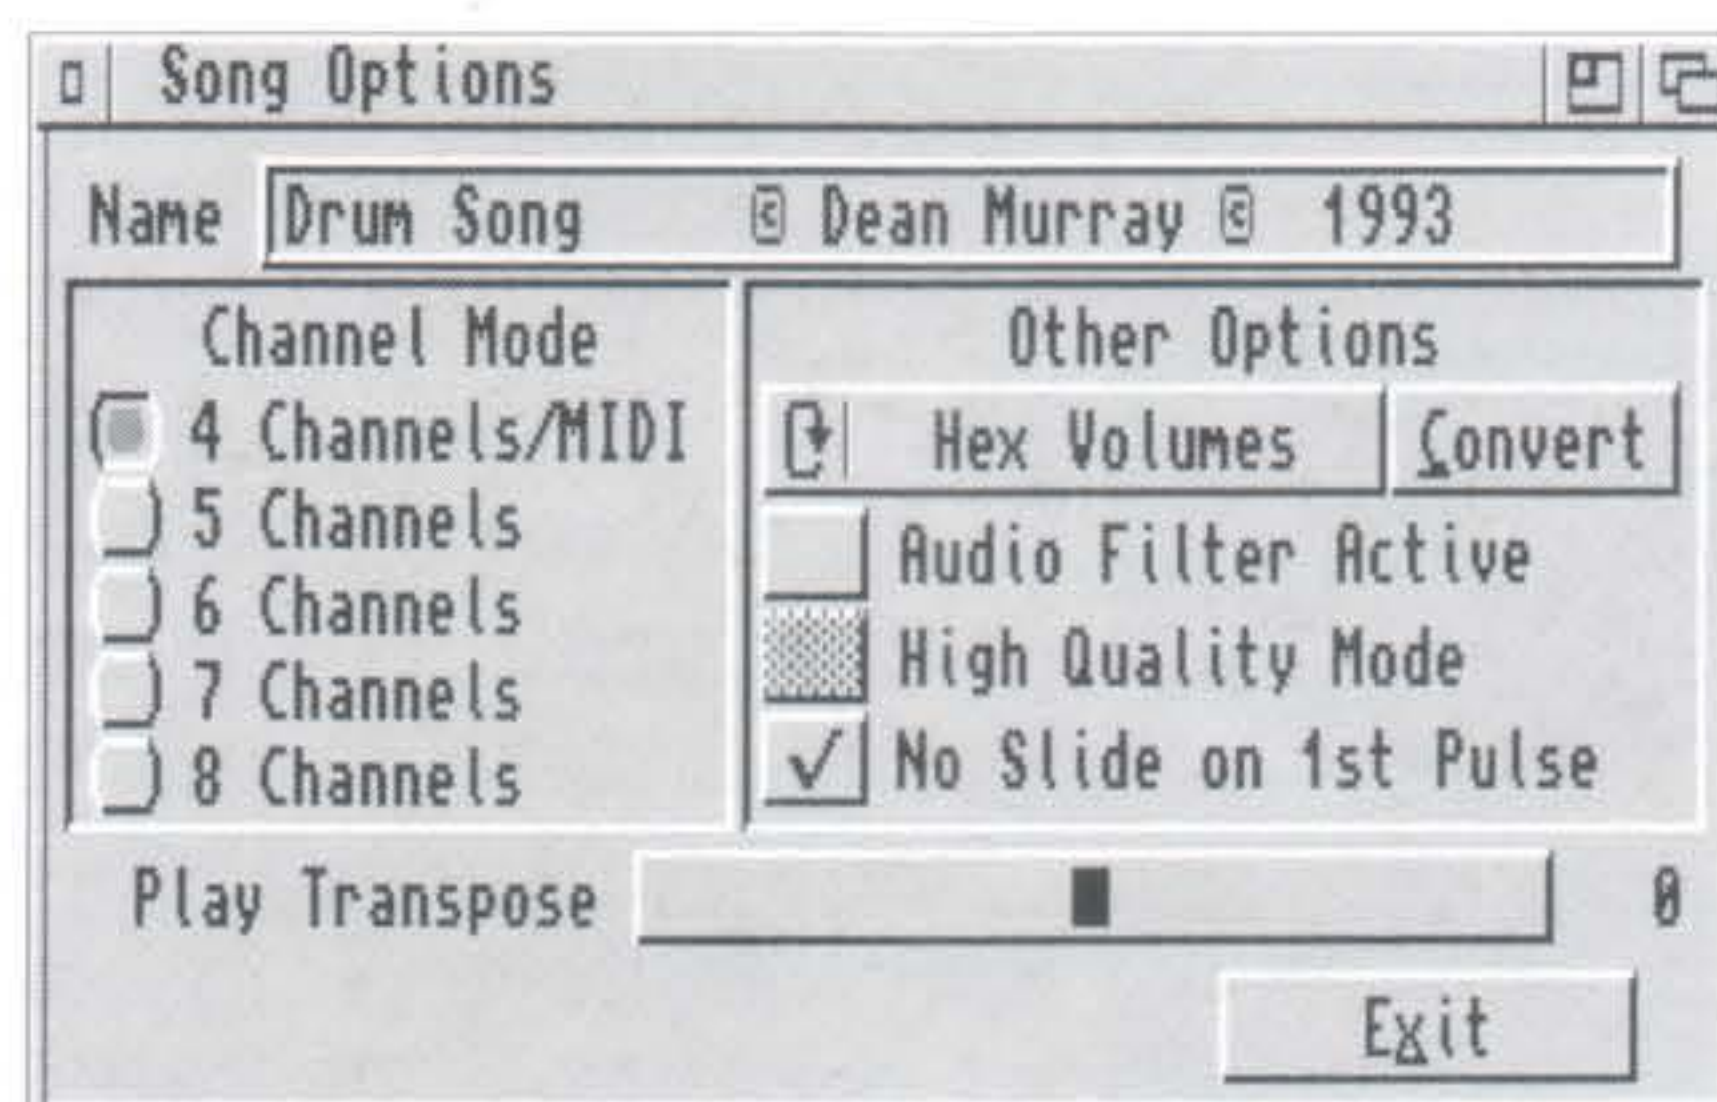 Song Options
Name Drum Song © Dean Murray © 1993
Channel Mode
4 Channels/MIDI
5 Channels
6 Channels
7 Channels
8 Channels
Other Options
Hex Volumes Convert
Audio Filter Active
High Quality Mode
No Slide on 1st Pulse
Play Transpose 0
Exit